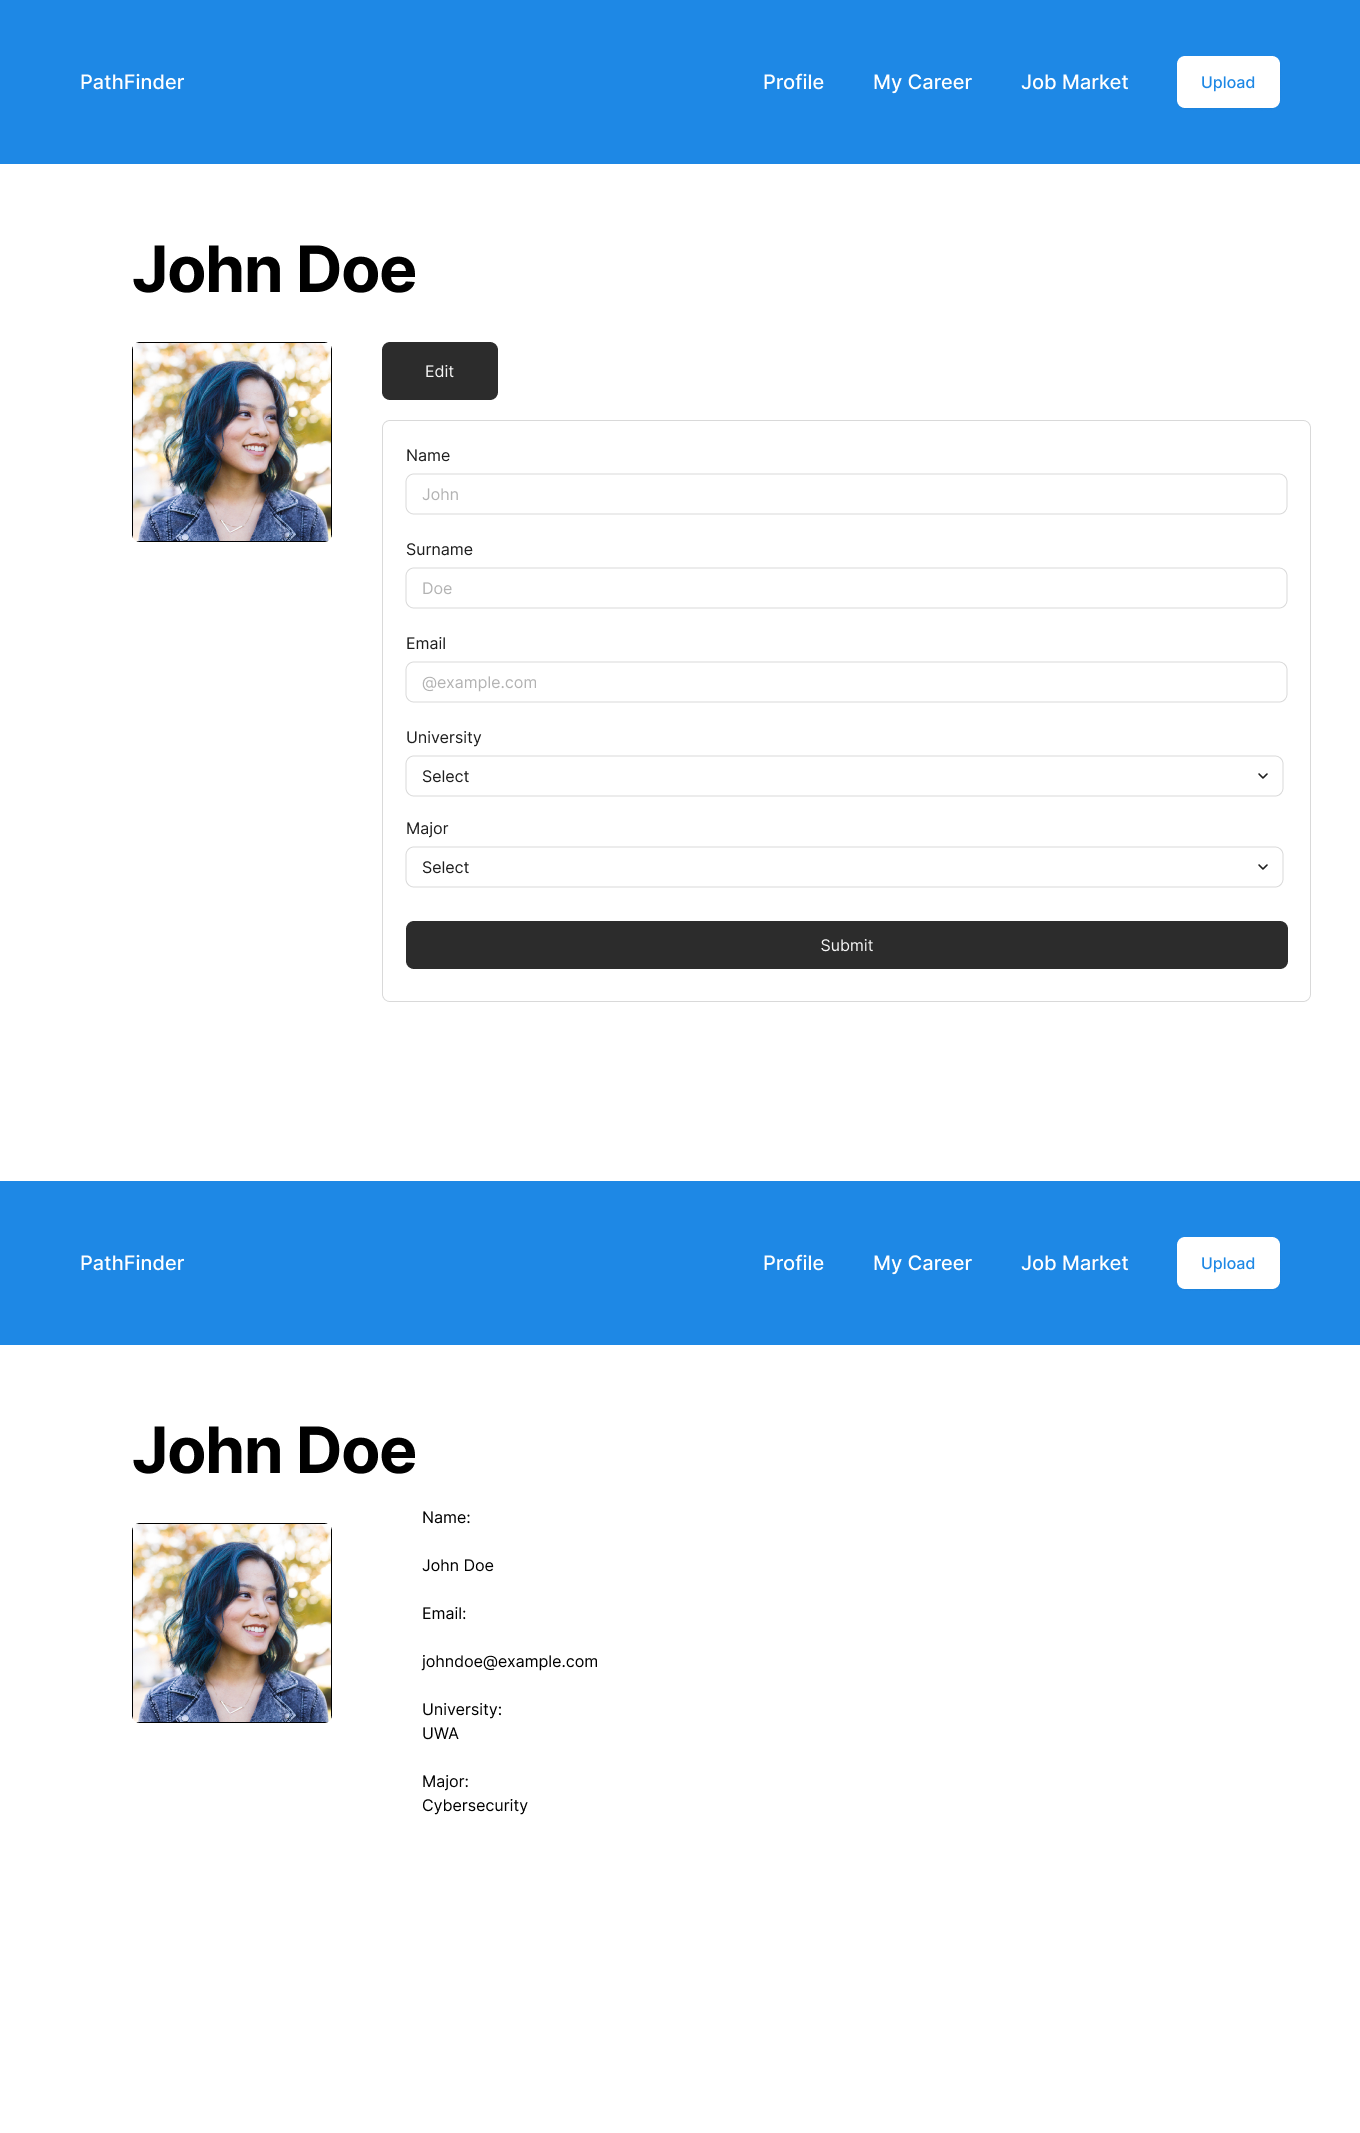 PathFinder
Profile
My Career
Job Market
Upload
John Doe
Edit
Name
John
Surname
Doe
Email
@example.com
University
Select
Major
Select
Submit
PathFinder
Profile
My Career
Job Market
Upload
John Doe
Name:
John Doe
Email:
johndoe@example.com
University:
UWA
Major:
Cybersecurity